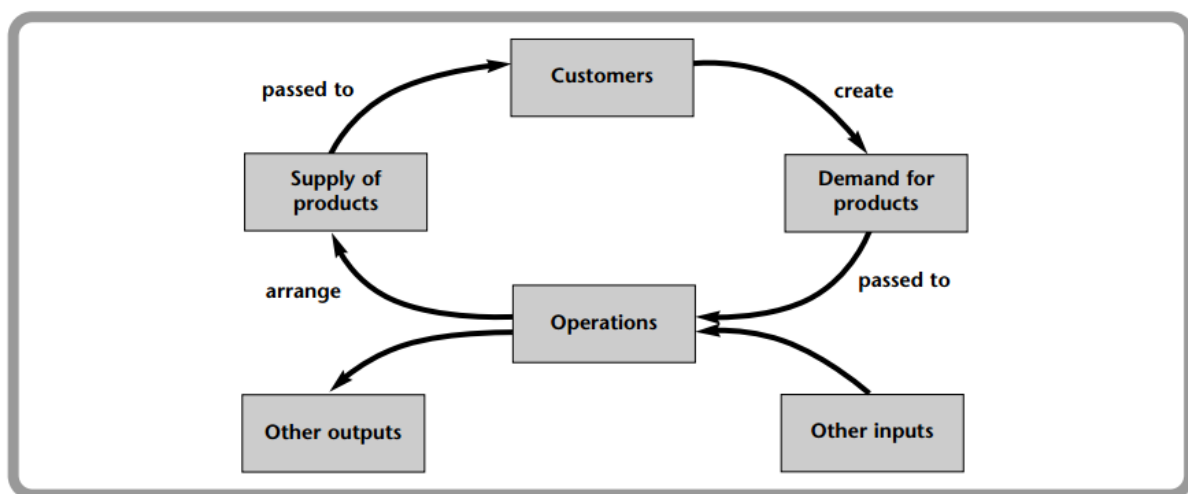 Customers
passed to
create
Supply of
products
Demand for
products
arrange
passed to
Operations
Other outputs
Other inputs